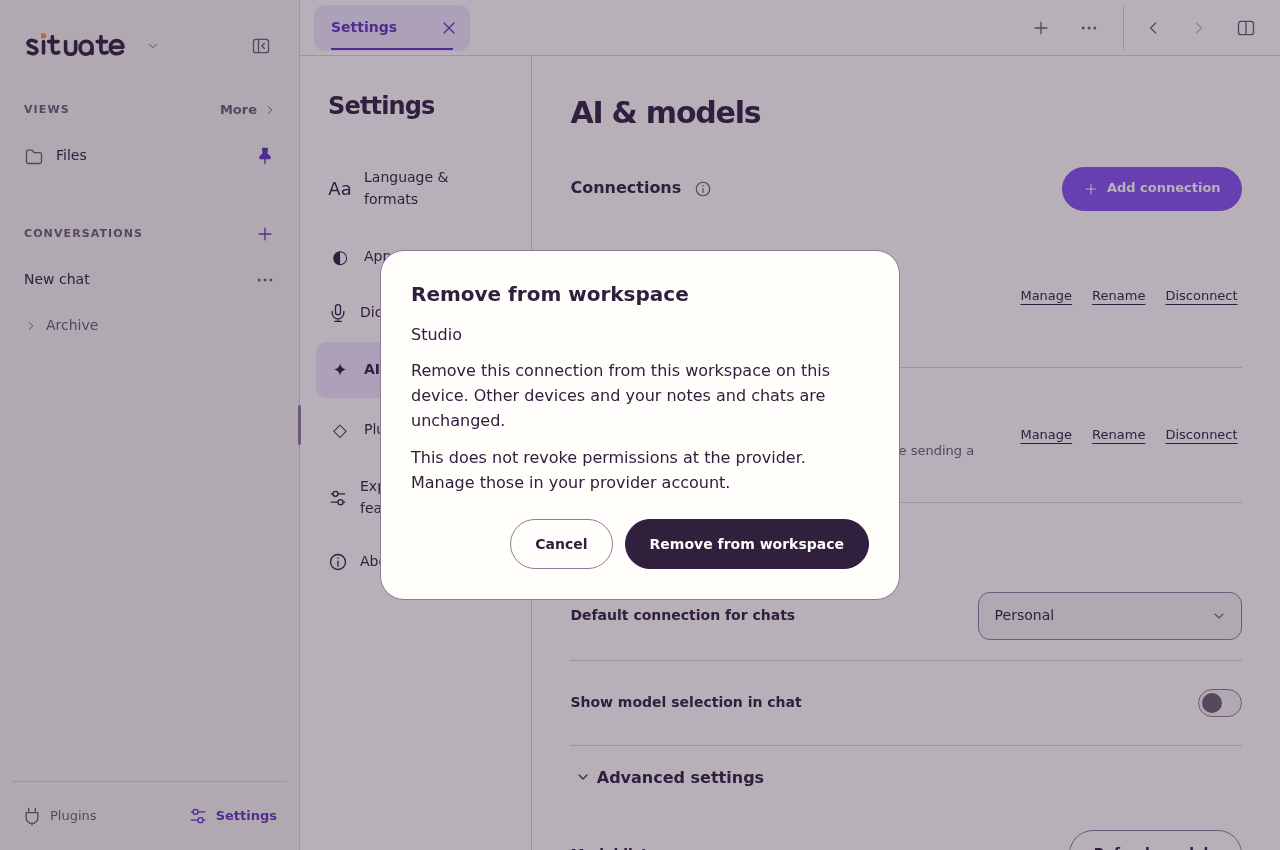 situate
VIEWS
More
Files
CONVERSATIONS
New chat
Archive
Plugins
Settings
Settings
Settings
Aa
Language &
formats
AI & models
Connections
Add connection
Manage
Rename
Disconnect
Manage
Rename
Disconnect
sending a
Remove from workspace
Studio
Remove this connection from this workspace on this
device. Other devices and your notes and chats are
unchanged.
This does not revoke permissions at the provider.
Manage those in your provider account.
Cancel
Remove from workspace
Default connection for chats
Personal
Show model selection in chat
Advanced settings